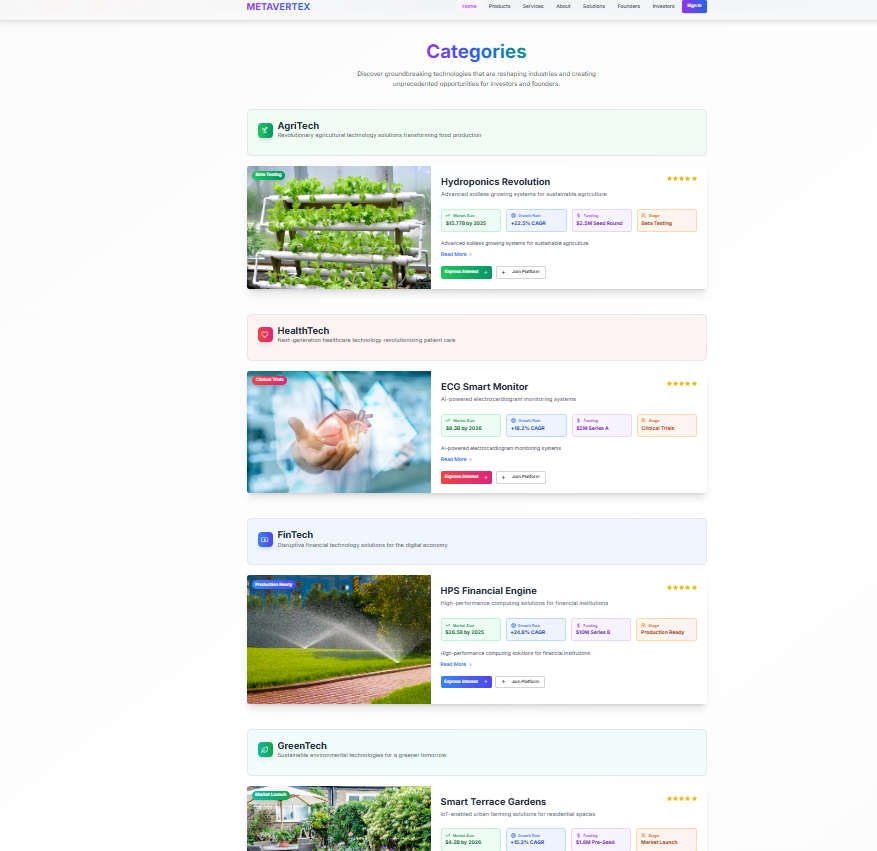 METAVERTEX
Home Products Services About Solutions Founders Investors Sign In
Categories
Discover groundbreaking technologies that are reshaping industries and creating
unprecedented opportunities for investors and founders.
AgriTech
Revolutionary agricultural technology solutions transforming food production
Beta Testing
Hydroponics Revolution
Advanced soilless growing systems for sustainable agriculture
Market Size Growth Rate Funding Stage
$15.77B by 2025 +22.5% CAGR $2.5M Seed Round Beta Testing
Advanced soilless growing systems for sustainable agriculture
Read More
Express Interest Join Platform
HealthTech
Next-generation healthcare technology revolutionizing patient care
Clinical Trials
ECG Smart Monitor
AI-powered electrocardiogram monitoring systems
Market Size Growth Rate Funding Stage
$8.3B by 2026 +18.2% CAGR $5M Series A Clinical Trials
AI-powered electrocardiogram monitoring systems
Read More
Express Interest Join Platform
FinTech
Disruptive financial technology solutions for the digital economy
Production Ready
HPS Financial Engine
High-performance computing solutions for financial institutions
Market Size Growth Rate Funding Stage
$26.5B by 2025 +24.8% CAGR $10M Series B Production Ready
High-performance computing solutions for financial institutions
Read More
Express Interest Join Platform
GreenTech
Sustainable environmental technologies for a greener tomorrow
Market Launch
Smart Terrace Gardens
IoT-enabled urban farming solutions for residential spaces
Market Size Growth Rate Funding Stage
$4.2B by 2026 +15.3% CAGR $1.8M Pre-Seed Market Launch